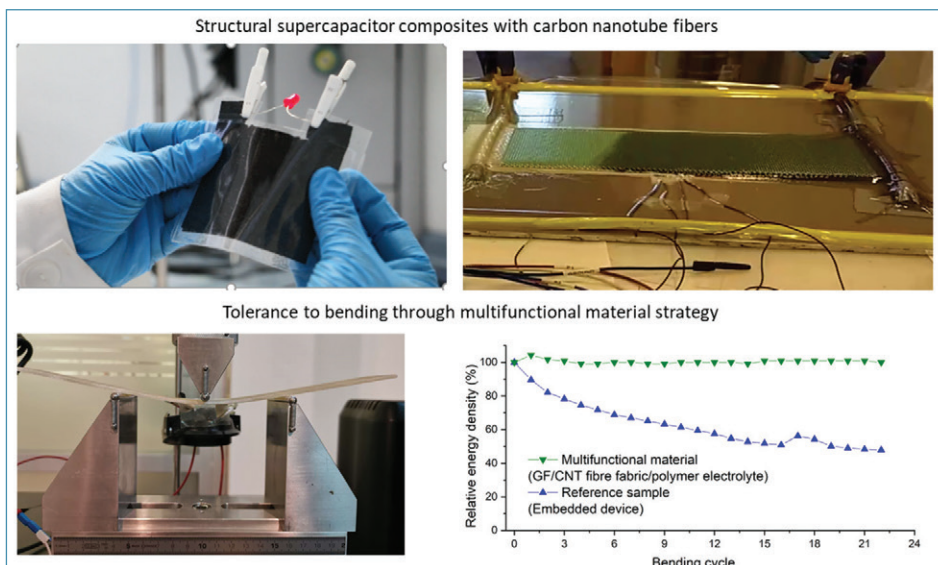 Structural supercapacitor composites with carbon nanotube fibers
Tolerance to bending through multifunctional material strategy
Relative energy density (%)
100
80
60
40
20
0
Multifunctional material
(GF/CNT fibre fabric/polymer electrolyte)
Reference sample
(Embedded device)
0 3 6 9 12 15 18 21 24
Bending cycle
10